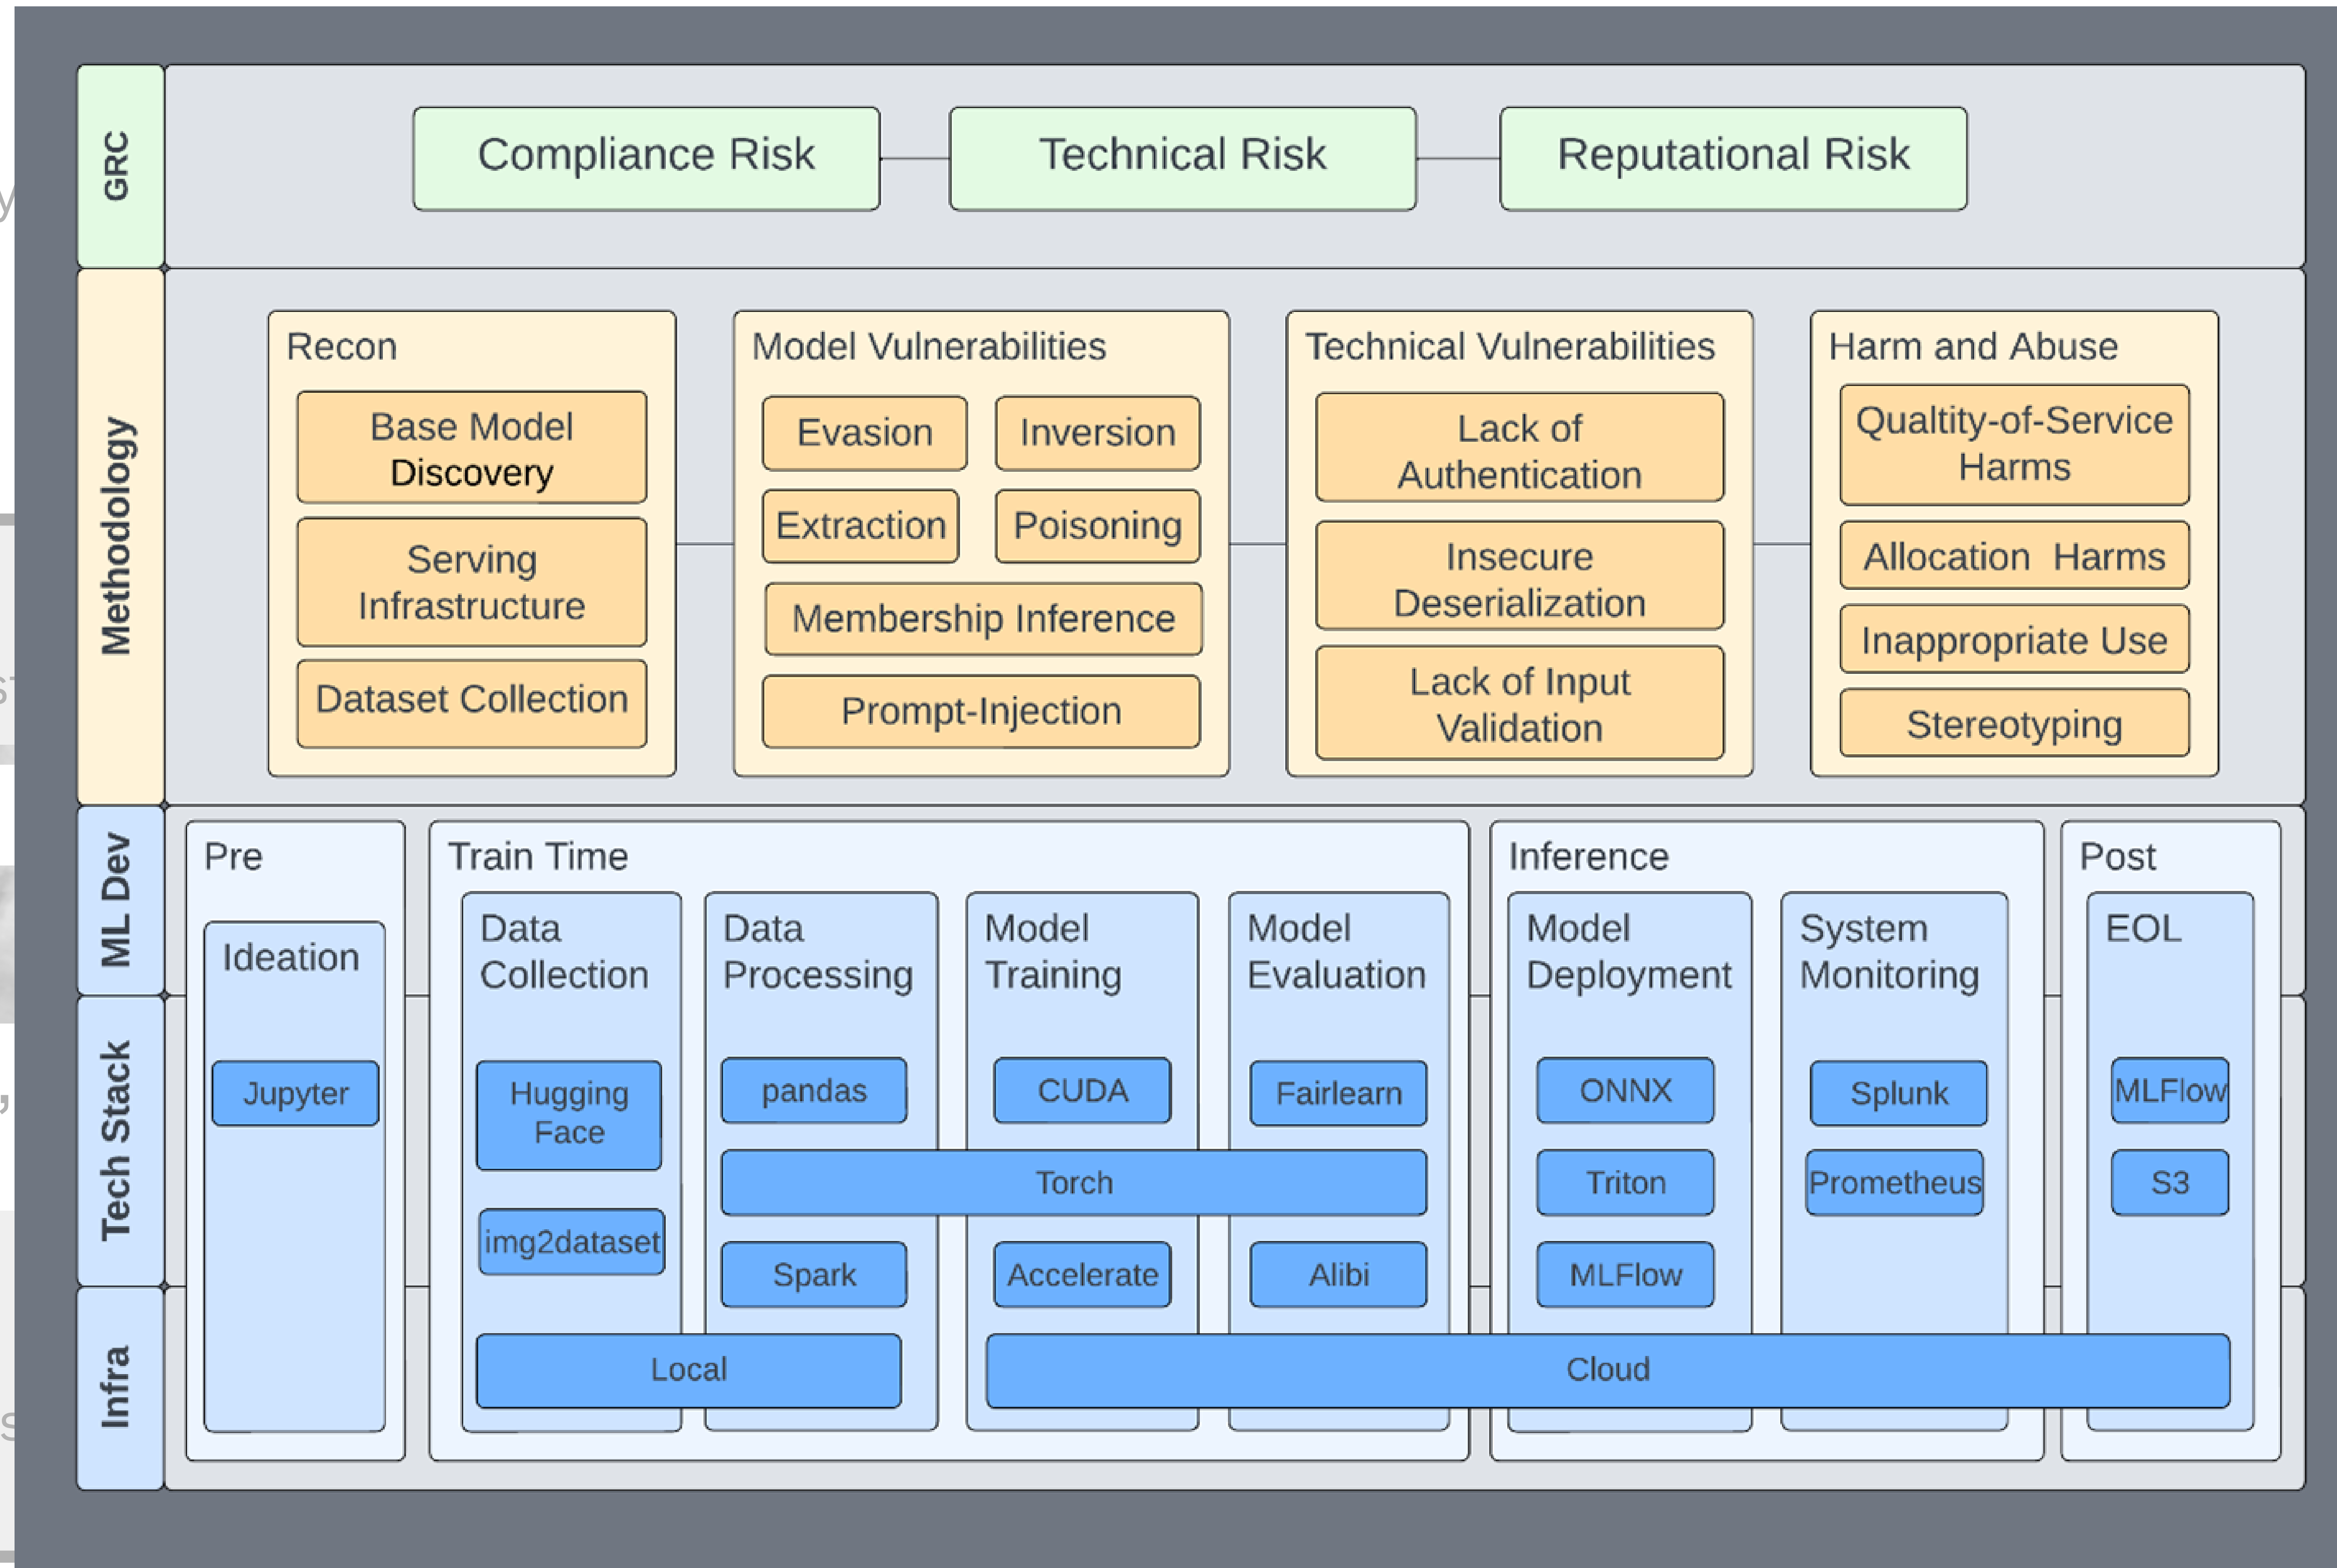 GRC
Compliance Risk
Technical Risk
Reputational Risk
Methodology
Recon
Base Model
Discovery
Serving
Infrastructure
Dataset Collection
Model Vulnerabilities
Evasion
Inversion
Extraction
Poisoning
Membership Inference
Prompt-Injection
Technical Vulnerabilities
Lack of
Authentication
Insecure
Deserialization
Lack of Input
Validation
Harm and Abuse
Qualtity-of-Service
Harms
Allocation Harms
Inappropriate Use
Stereotyping
ML Dev
Tech Stack
Infra
Pre
Ideation
Jupyter
Train Time
Data
Collection
Hugging
Face
img2dataset
Data
Processing
pandas
Spark
Model
Training
CUDA
Accelerate
Model
Evaluation
Fairlearn
Alibi
Torch
Local
Inference
Model
Deployment
ONNX
Triton
MLFlow
System
Monitoring
Splunk
Prometheus
Post
EOL
MLFlow
S3
Cloud